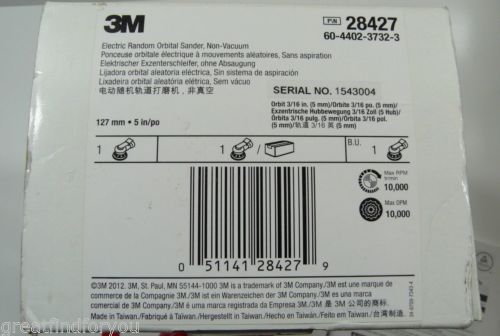 3M
P/N 28427
60-4402-3732-3
Electric Random Orbital Sander, Non-Vacuum
Ponceuse orbitale électrique à mouvements aléatoires, Sans aspiration
Elektrischer Exzenterschleifer, ohne Absaugung
Lijadora orbital aleatoria eléctrica, Sin sistema de aspiración
Lixadeira orbital aleatória elétrica, Sem vácuo
电动随机轨道打磨机, 非真空
SERIAL NO. 1543004
Orbit 3/16 in. (5 mm)/Orbite 3/16 po. (5 mm)/
Exzentrische Hubbewegung 3/16 Zoll (5 Hub)/
Órbita 3/16 pulg. (5 mm)/Orbita 3/16 pol.
(5 mm)/轨道 3/16 英 (5 mm)
127 mm • 5 in/po
B.U.
1 1 / 1
Max RPM
tr/min
10,000
Max OPM
10,000
0 51141 28427 9
©3M 2012. 3M, St. Paul, MN 55144-1000 3M is a trademark of 3M Company./3M est une marque de
commerce de la Compagnie 3M./3M ist ein Warenzeichen der 3M Company./3M es una marca
comercial de 3M Company./3M é marca registrada da Empresa 3M. 3M 是 3M 公司的商标.
Made in Taiwan./Fabriqué à Taiwan/Hergestellt in Taiwan/Hecho en Taiwán/Feito em Taiwan./台湾制造.
greatfindforyou